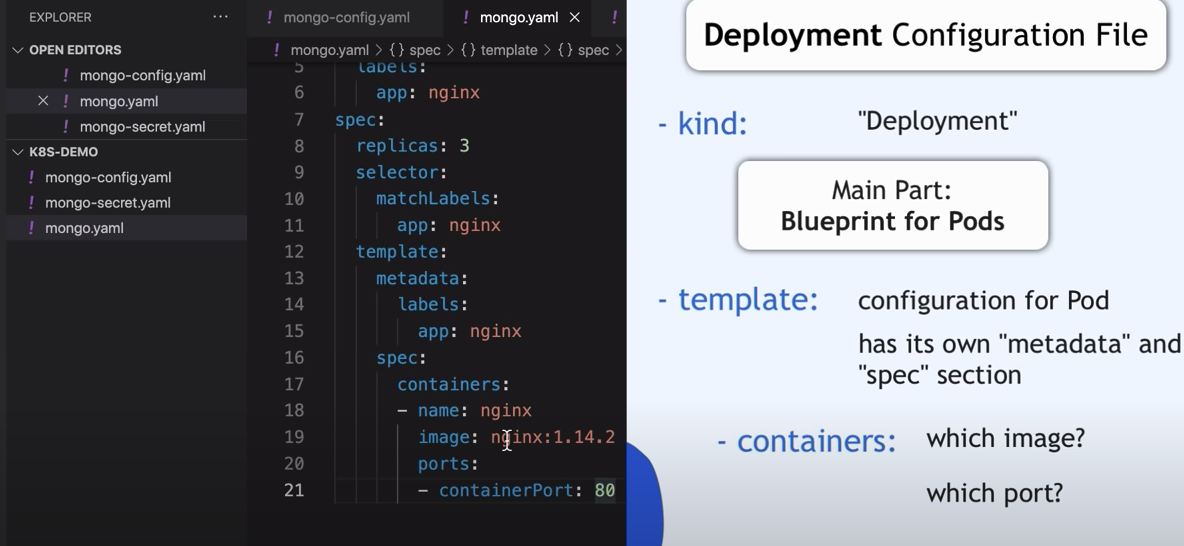 EXPLORER
OPEN EDITORS
mongo-config.yaml
mongo.yaml
mongo-secret.yaml
K8S-DEMO
mongo-config.yaml
mongo-secret.yaml
mongo.yaml
mongo-config.yaml
mongo.yaml
mongo.yaml > {} spec > {} template > {} spec >
5 labels:
6 app: nginx
7 spec:
8 replicas: 3
9 selector:
10 matchLabels:
11 app: nginx
12 template:
13 metadata:
14 labels:
15 app: nginx
16 spec:
17 containers:
18 - name: nginx
19 image: nginx:1.14.2
20 ports:
21 - containerPort: 80
Deployment Configuration File
- kind: "Deployment"
Main Part:
Blueprint for Pods
- template: configuration for Pod
has its own "metadata" and
"spec" section
- containers: which image?
which port?